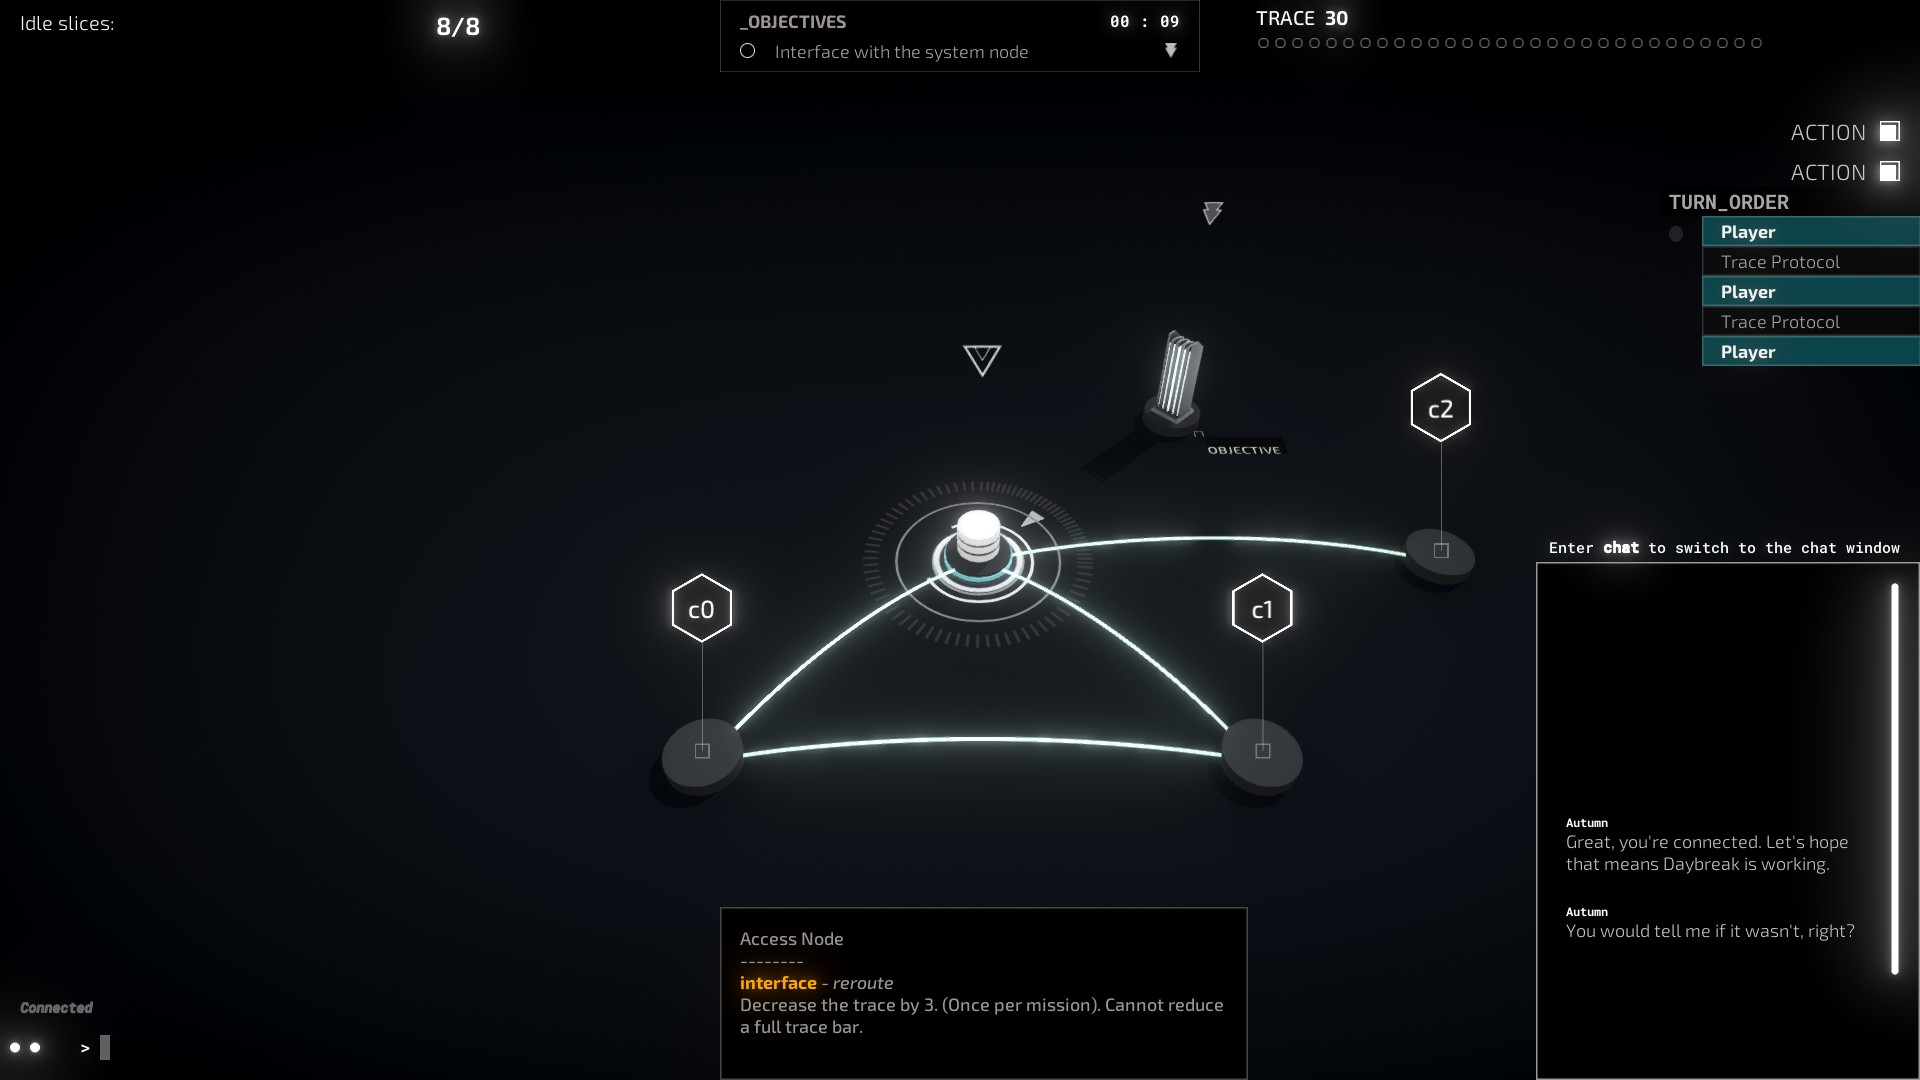 Idle slices:
8/8
_OBJECTIVES 00 : 09
Interface with the system node
TRACE 30
ACTION
ACTION
TURN_ORDER
Player
Trace Protocol
Player
Trace Protocol
Player
c2
OBJECTIVE
c0
c1
Enter chat to switch to the chat window
Autumn
Great, you're connected. Let's hope
that means Daybreak is working.
Autumn
You would tell me if it wasn't, right?
Access Node
--------
interface - reroute
Decrease the trace by 3. (Once per mission). Cannot reduce
a full trace bar.
Connected
>